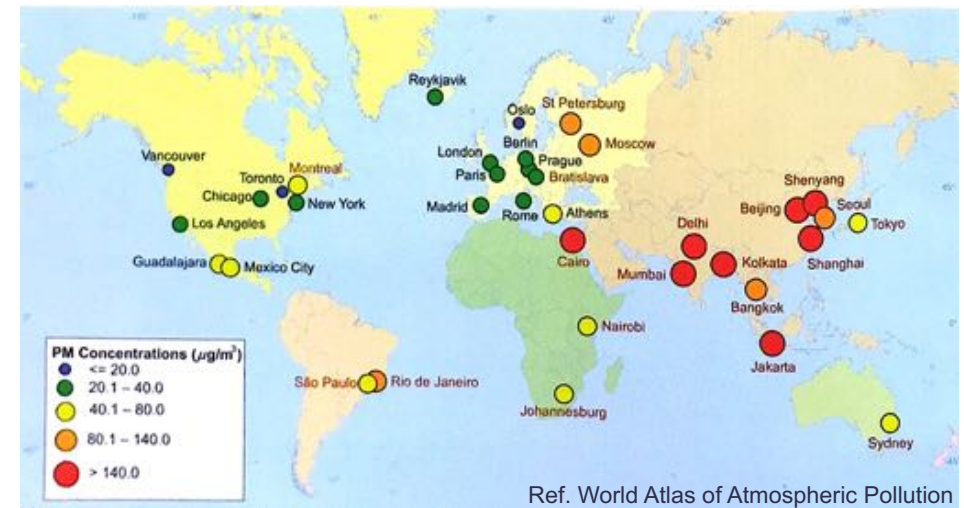 Reykjavik
Oslo
St Petersburg
Berlin
Moscow
London
Prague
Paris
Bratislava
Vancouver
Toronto
Montreal
Chicago
New York
Los Angeles
Madrid
Rome
Athens
Shenyang
Beijing
Seoul
Tokyo
Delhi
Cairo
Mumbai
Kolkata
Shanghai
Guadalajara
Mexico City
Bangkok
Nairobi
Jakarta
São Paulo
Rio de Janeiro
Johannesburg
Sydney
PM Concentrations (µg/m³)
<= 20.0
20.1 – 40.0
40.1 – 80.0
80.1 – 140.0
> 140.0
Ref. World Atlas of Atmospheric Pollution